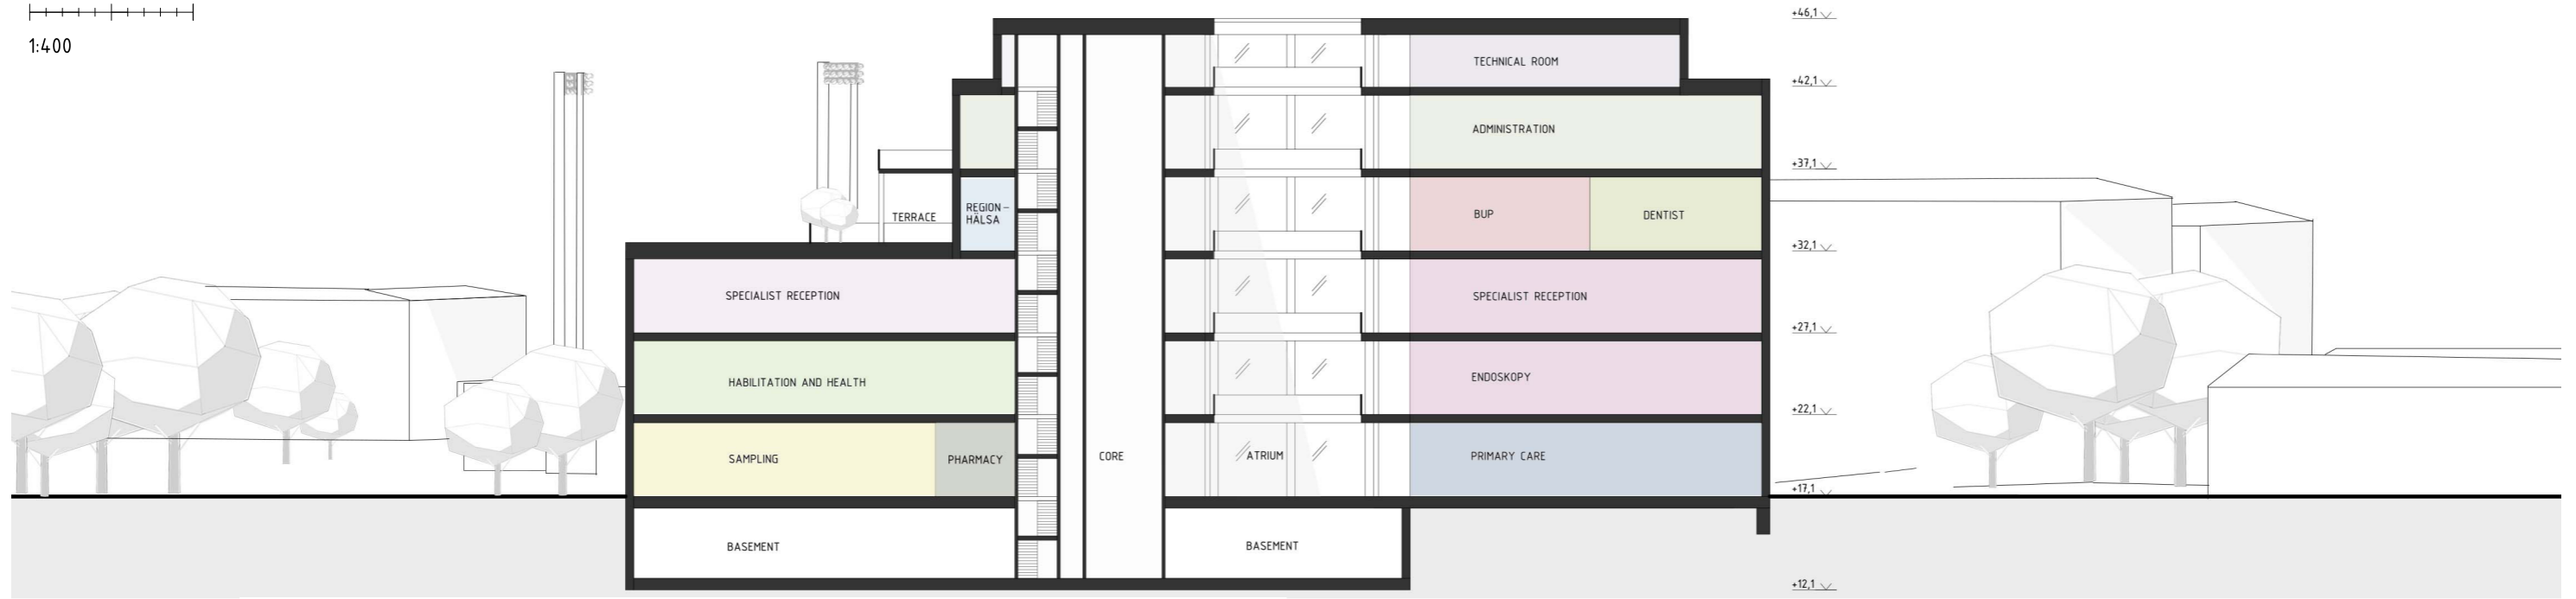 1:400
+46,1
TECHNICAL ROOM
+42,1
ADMINISTRATION
+37,1
TERRACE
REGION-
HÄLSA
BUP
DENTIST
+32,1
SPECIALIST RECEPTION
SPECIALIST RECEPTION
+27,1
HABILITATION AND HEALTH
ENDOSKOPY
+22,1
SAMPLING
PHARMACY
CORE
ATRIUM
PRIMARY CARE
+17,1
BASEMENT
BASEMENT
+12,1